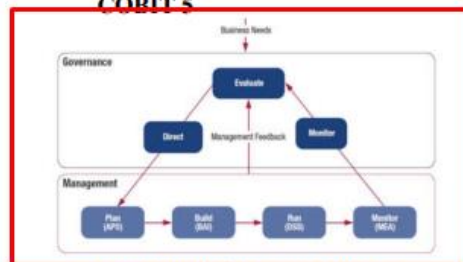 COBIT 5
Business Needs
Governance
Evaluate
Direct
Management Feedback
Monitor
Management
Plan
(APO)
Build
(BAI)
Run
(DSS)
Monitor
(MEA)